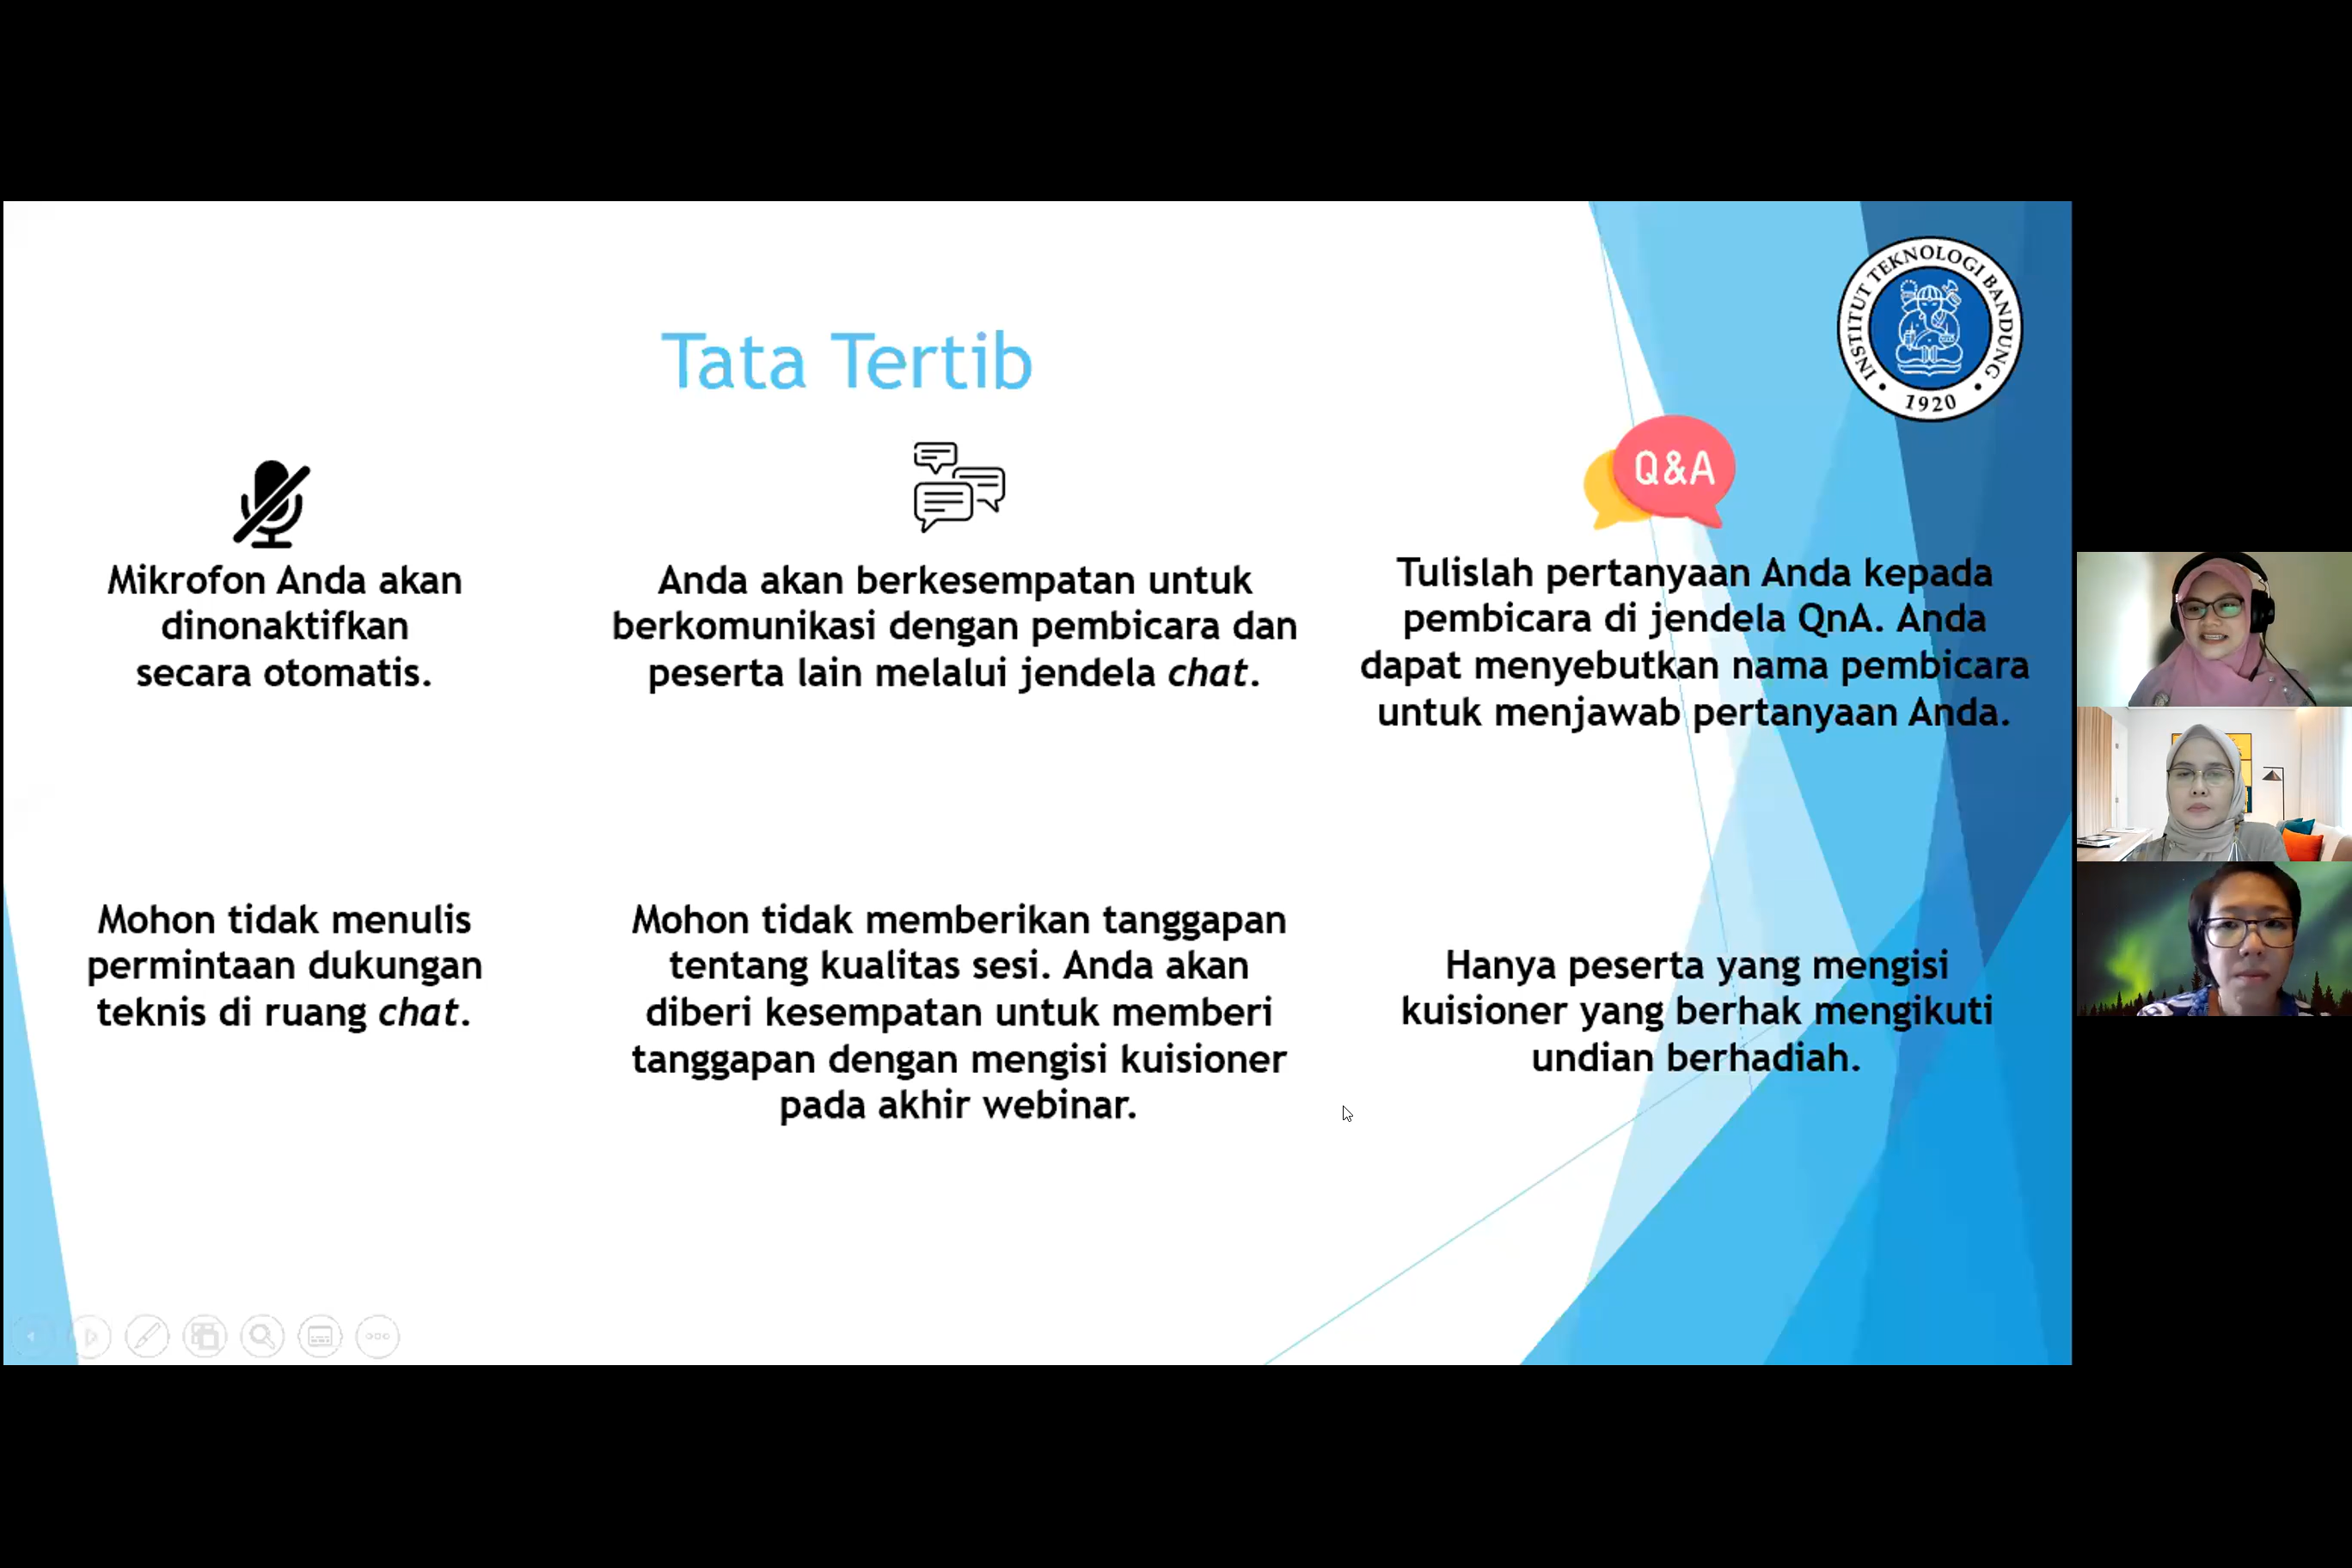 INSTITUT TEKNOLOGI BANDUNG
1920
Tata Tertib
Mikrofon Anda akan
dinonaktifkan
secara otomatis.
Anda akan berkesempatan untuk
berkomunikasi dengan pembicara dan
peserta lain melalui jendela chat.
Q&A
Tulislah pertanyaan Anda kepada
pembicara di jendela QnA. Anda
dapat menyebutkan nama pembicara
untuk menjawab pertanyaan Anda.
Mohon tidak menulis
permintaan dukungan
teknis di ruang chat.
Mohon tidak memberikan tanggapan
tentang kualitas sesi. Anda akan
diberi kesempatan untuk memberi
tanggapan dengan mengisi kuisioner
pada akhir webinar.
Hanya peserta yang mengisi
kuisioner yang berhak mengikuti
undian berhadiah.